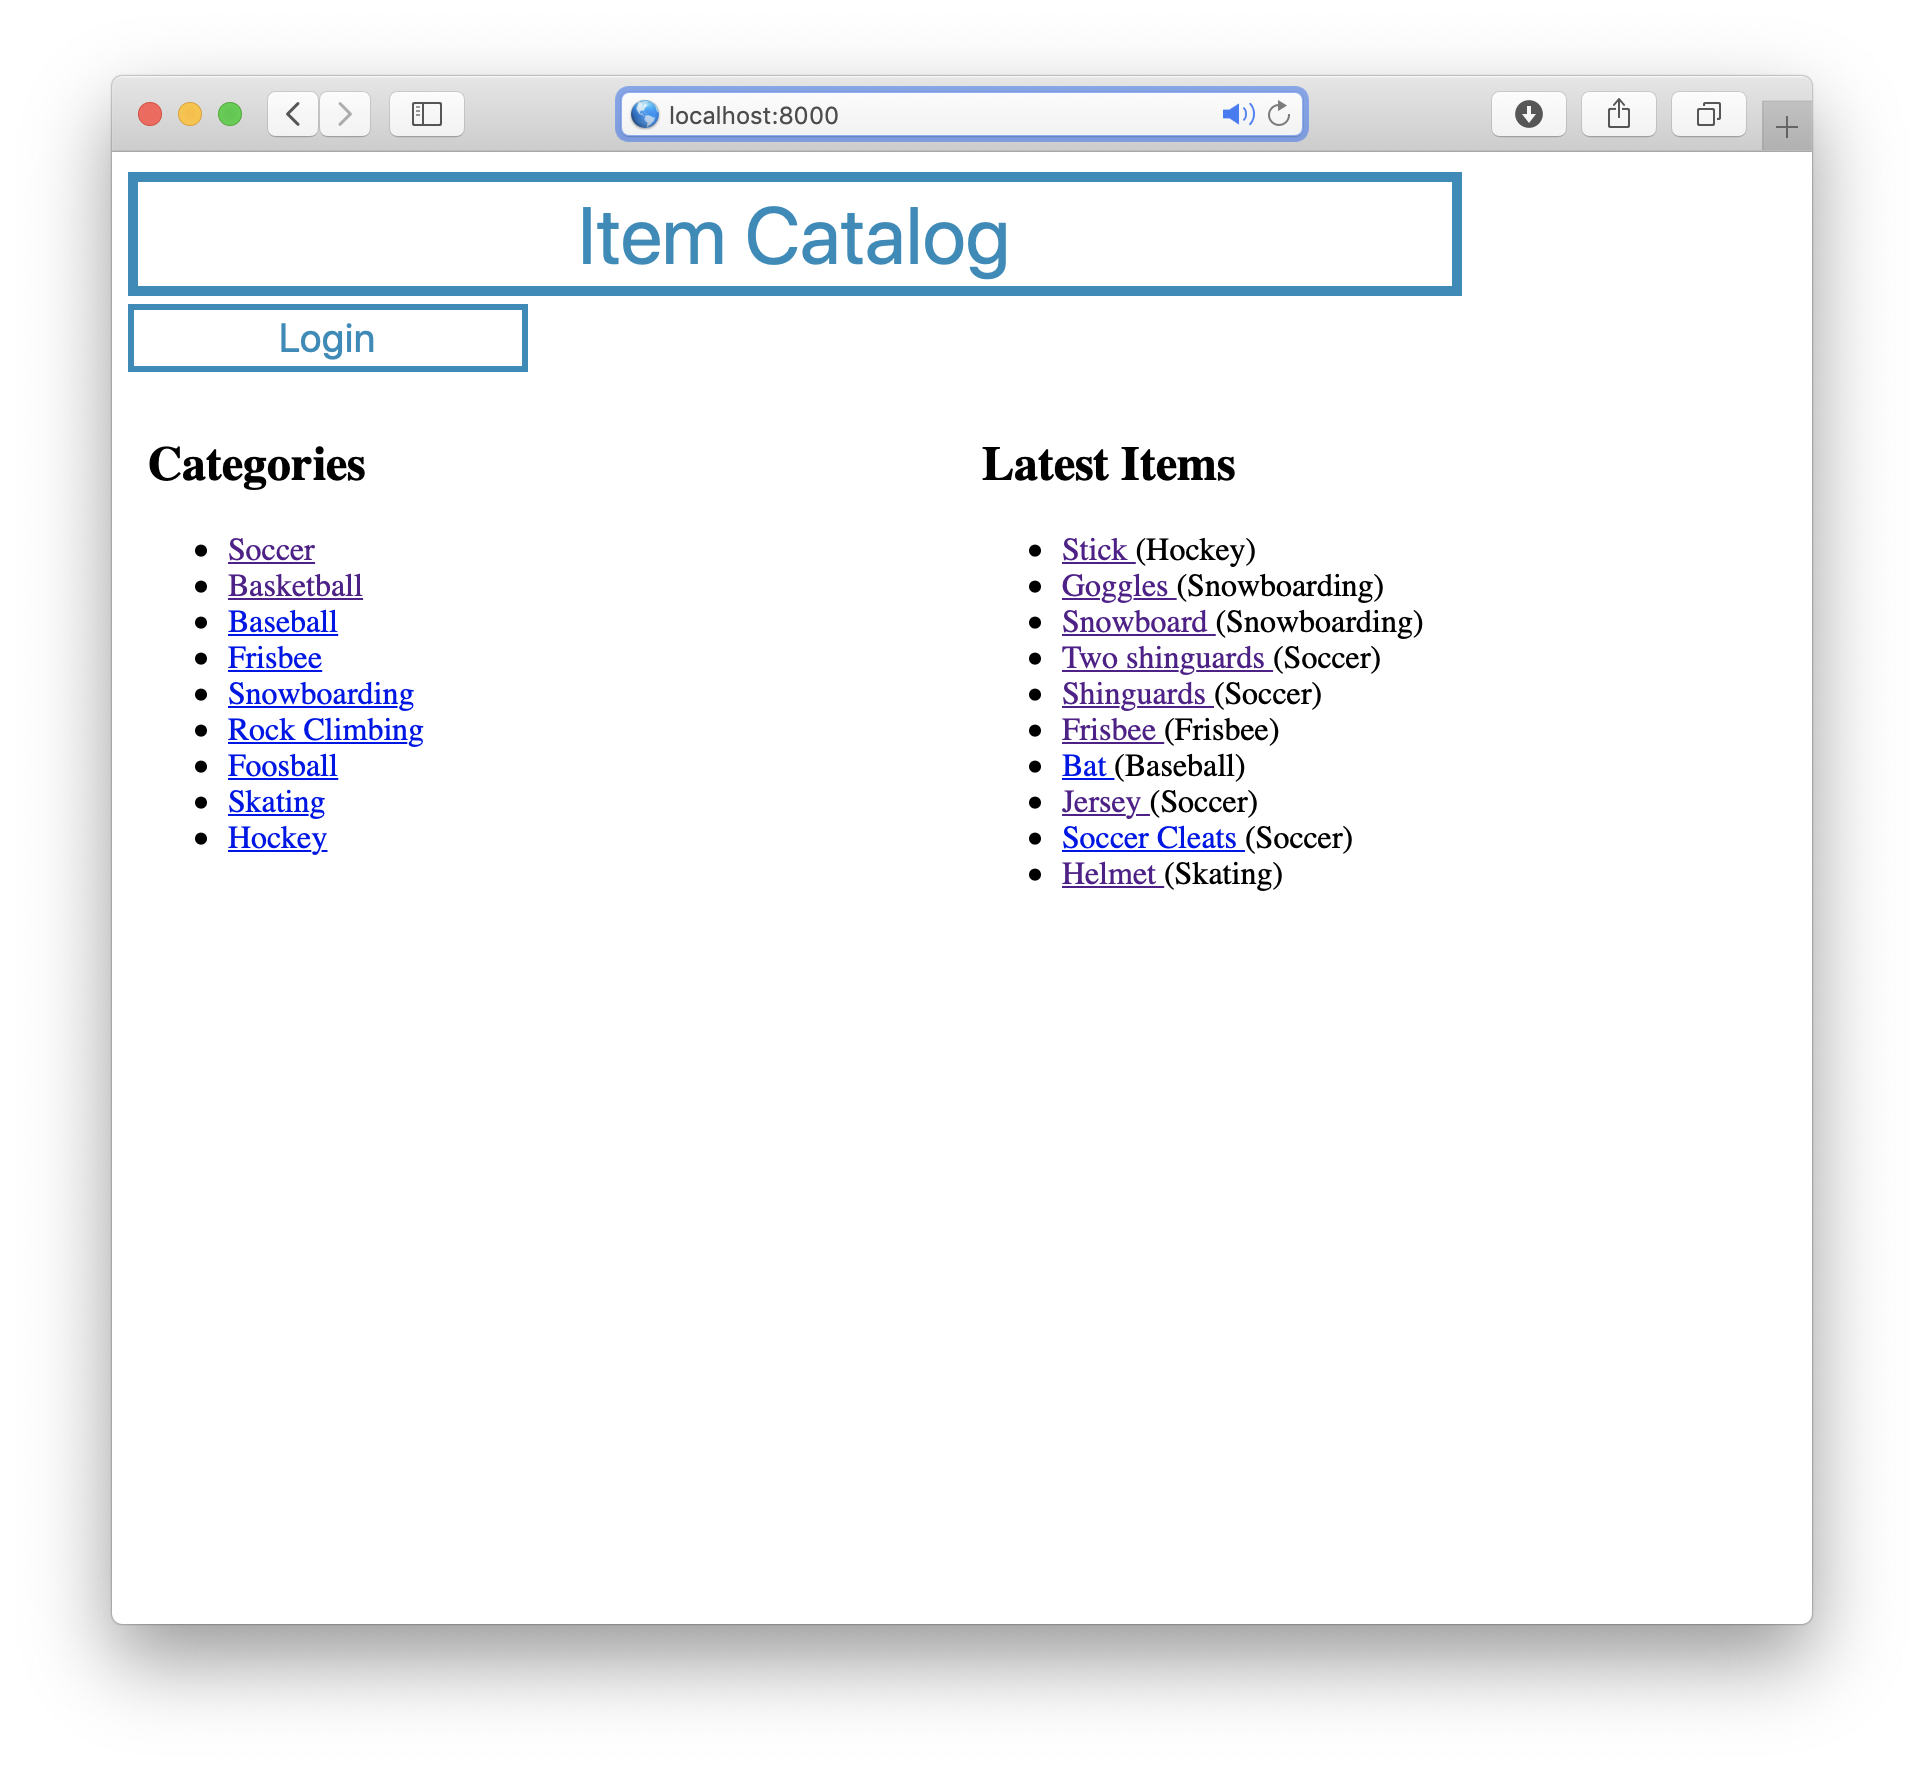 localhost:8000
Item Catalog
Login
Categories
Soccer
Basketball
Baseball
Frisbee
Snowboarding
Rock Climbing
Foosball
Skating
Hockey
Latest Items
Stick (Hockey)
Goggles (Snowboarding)
Snowboard (Snowboarding)
Two shinguards (Soccer)
Shinguards (Soccer)
Frisbee (Frisbee)
Bat (Baseball)
Jersey (Soccer)
Soccer Cleats (Soccer)
Helmet (Skating)